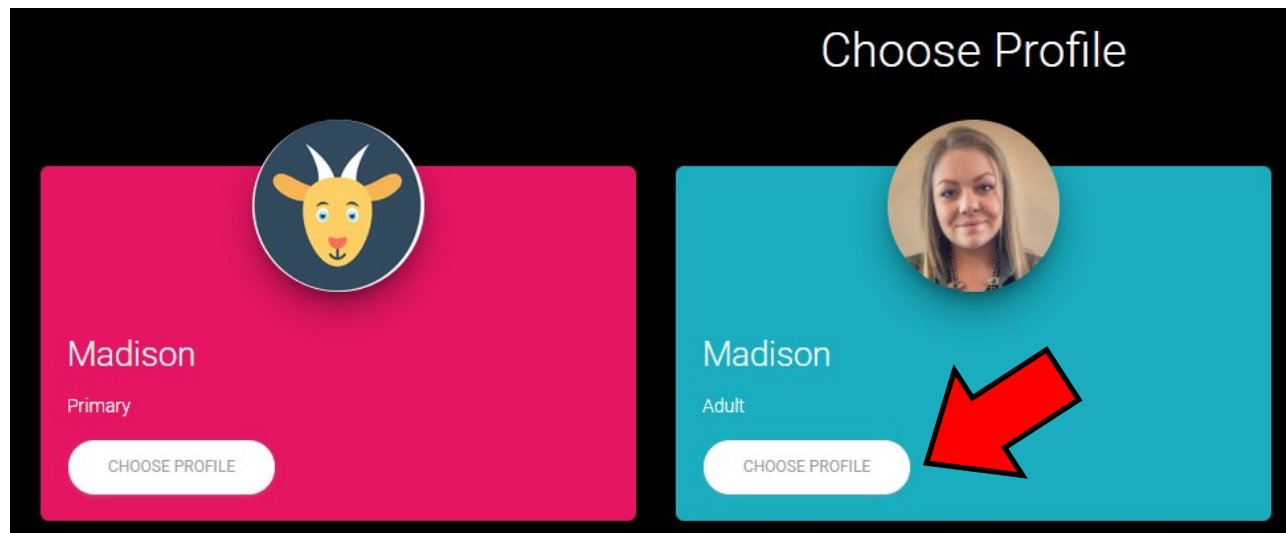 Choose Profile
Madison
Primary
CHOOSE PROFILE
Madison
Adult
CHOOSE PROFILE